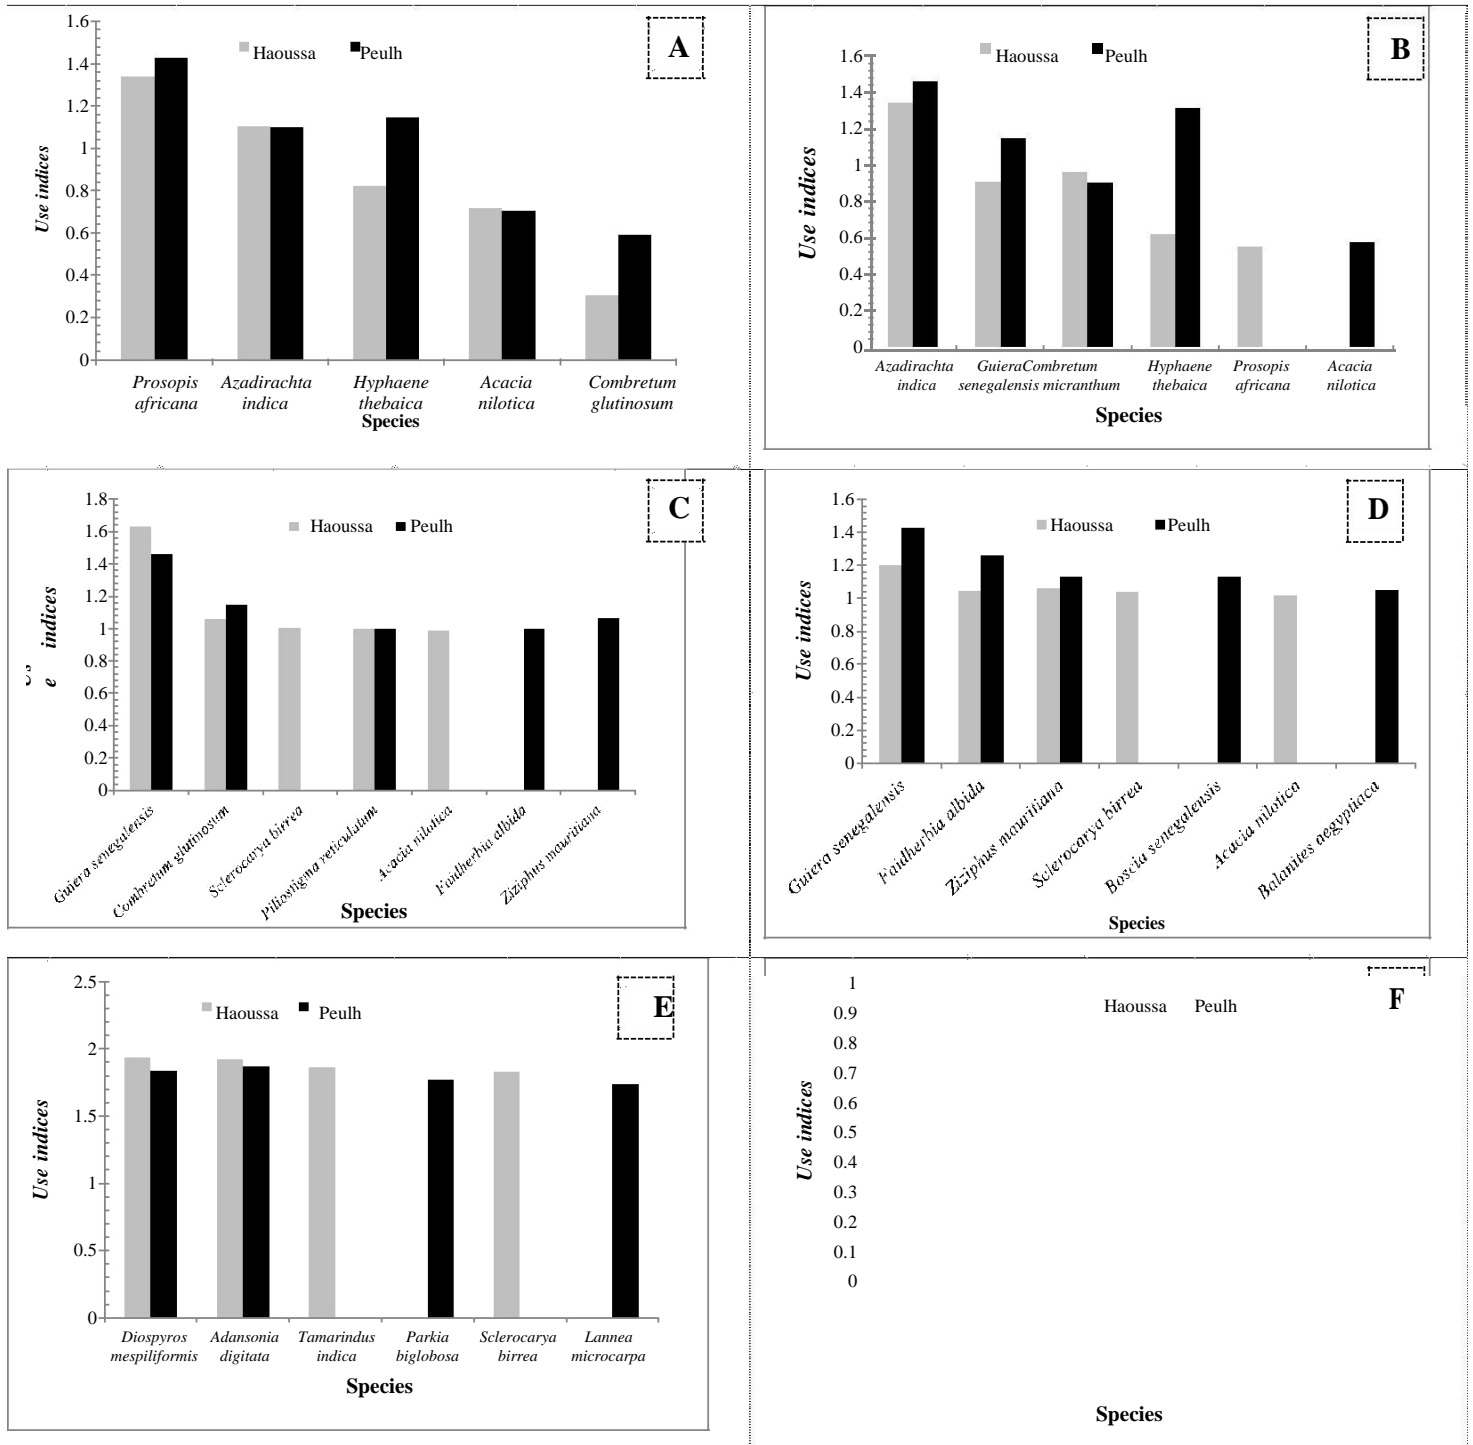 A
1.6
1.4
1.2
1
0.8
0.6
0.4
0.2
0
Use indices
Haoussa Peulh
Prosopis africana
Azadirachta indica
Hyphaene thebaica
Acacia nilotica
Combretum glutinosum
Species
B
1.6
1.4
1.2
1
0.8
0.6
0.4
0.2
0
Use indices
Haoussa Peulh
Azadirachta indica
Guiera senegalensis
Combretum micranthum
Hyphaene thebaica
Prosopis africana
Acacia nilotica
Species
C
1.8
1.6
1.4
1.2
1
0.8
0.6
0.4
0.2
0
Us
e indices
Haoussa Peulh
Guiera senegalensis
Combretum glutinosum
Sclerocarya birrea
Piliostigma reticulatum
Acacia nilotica
Faidherbia albida
Ziziphus mauritiana
Species
D
1.6
1.4
1.2
1
0.8
0.6
0.4
0.2
0
Use indices
Haoussa Peulh
Guiera senegalensis
Faidherbia albida
Ziziphus mauritiana
Sclerocarya birrea
Boscia senegalensis
Acacia nilotica
Balanites aegyptiaca
Species
E
2.5
2
1.5
1
0.5
0
Use indices
Haoussa Peulh
Diospyros mespiliformis
Adansonia digitata
Tamarindus indica
Parkia biglobosa
Sclerocarya birrea
Lannea microcarpa
Species
F
1
0.9
0.8
0.7
0.6
0.5
0.4
0.3
0.2
0.1
0
Use indices
Haoussa Peulh
Species